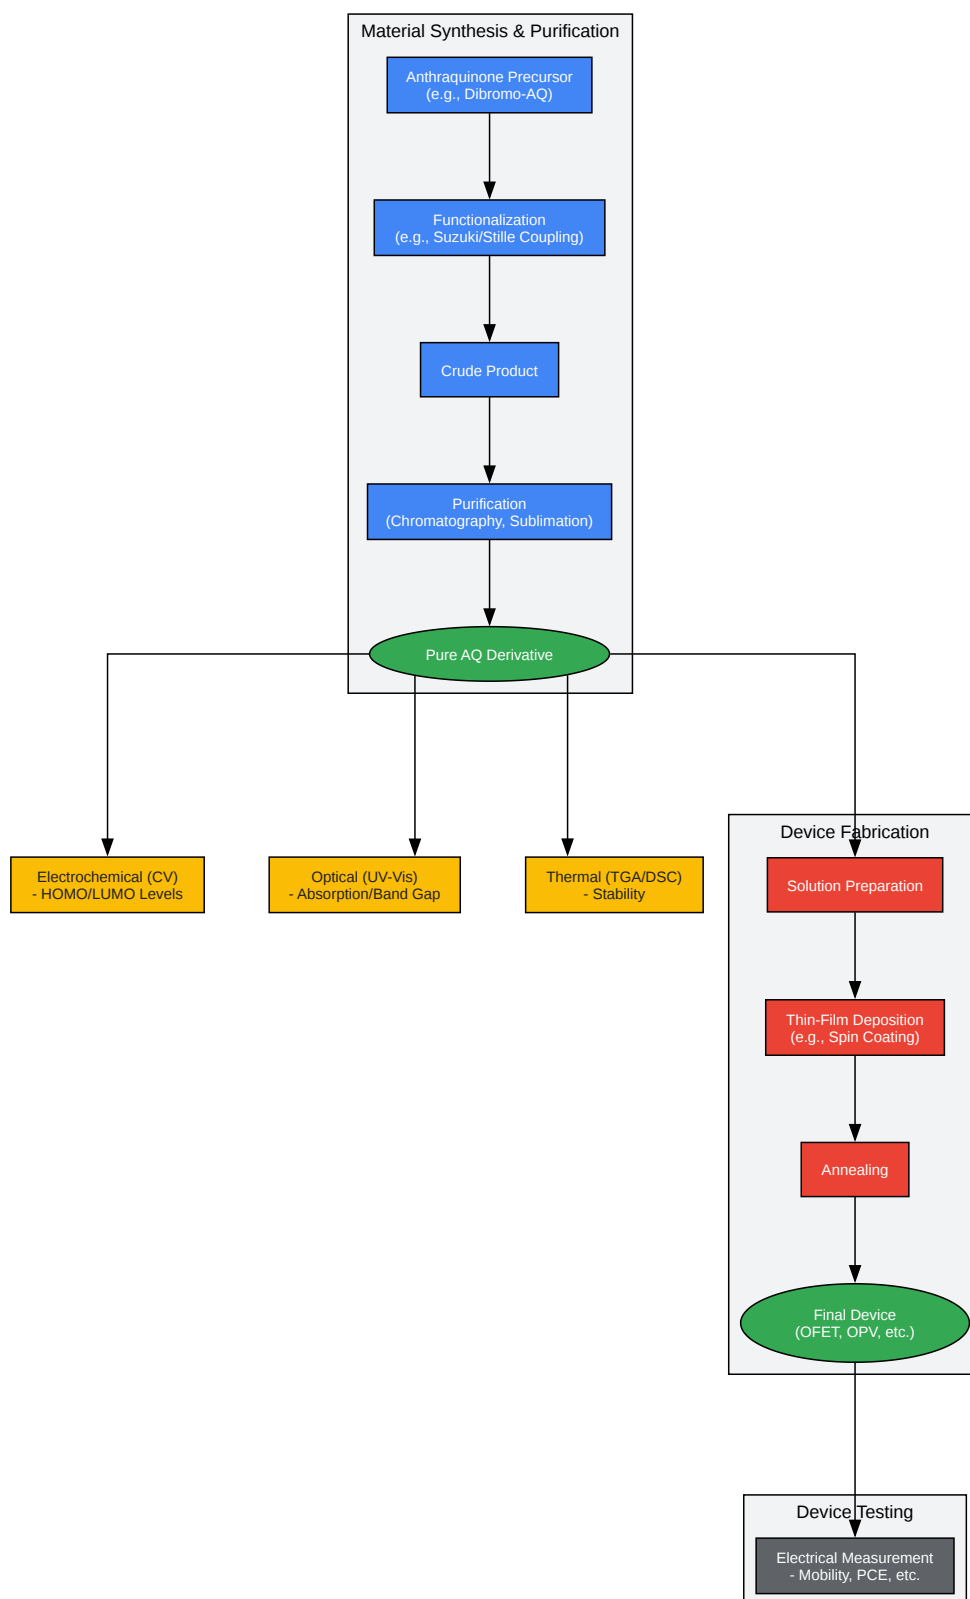 Material Synthesis & Purification
Anthraquinone Precursor
(e.g., Dibromo-AQ)
Functionalization
(e.g., Suzuki/Stille Coupling)
Crude Product
Purification
(Chromatography, Sublimation)
Pure AQ Derivative
Electrochemical (CV)
- HOMO/LUMO Levels
Optical (UV-Vis)
- Absorption/Band Gap
Thermal (TGA/DSC)
- Stability
Device Fabrication
Solution Preparation
Thin-Film Deposition
(e.g., Spin Coating)
Annealing
Final Device
(OFET, OPV, etc.)
Device Testing
Electrical Measurement
- Mobility, PCE, etc.